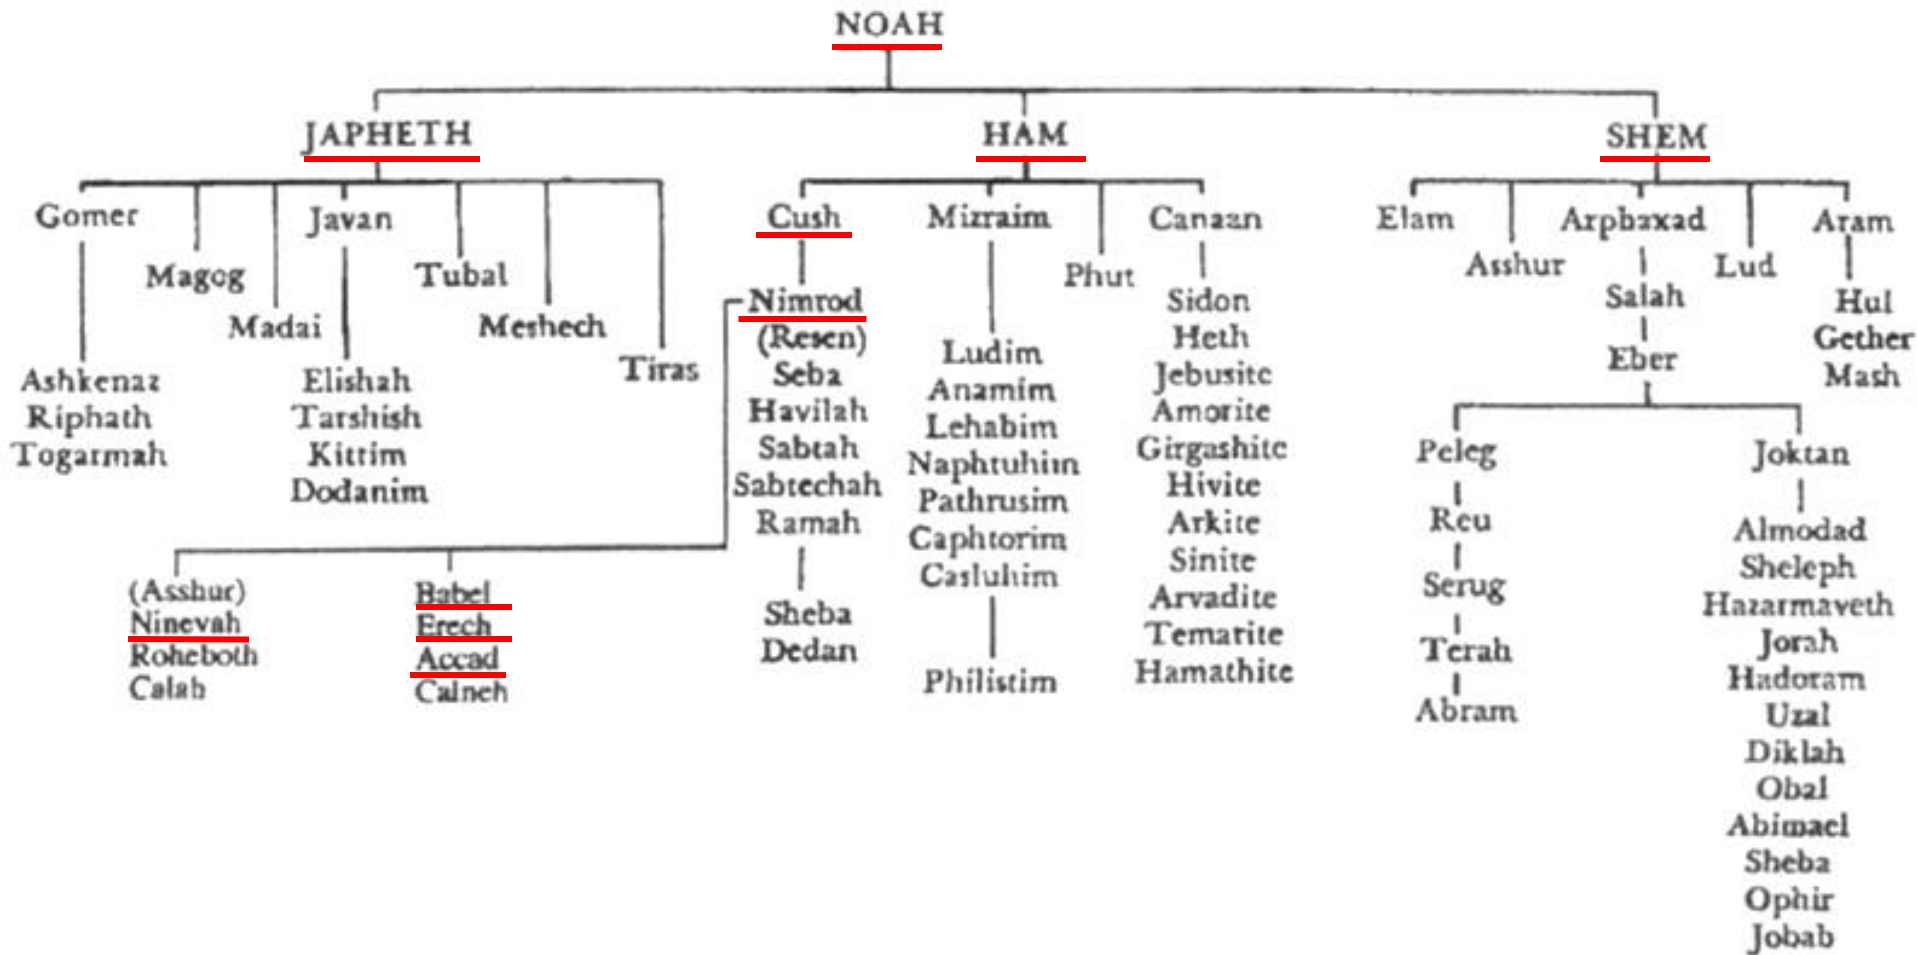 NOAH
JAPHETH
HAM
SHEM
Gomer
Magog
Madai
Javan
Tubal
Meshech
Tiras
Ashkenaz
Riphath
Togarmah
Elishah
Tarshish
Kittim
Dodanim
Cush
Mizraim
Phut
Canaan
Nimrod
(Resen)
Seba
Havilah
Sabtah
Sabtechah
Ramah
Sheba
Dedan
(Asshur)
Ninevah
Roheboth
Calah
Babel
Erech
Accad
Calneh
Ludim
Anamim
Lehabim
Naphtuhim
Pathrusim
Caphtorim
Casluhim
Philistim
Sidon
Heth
Jebusite
Amorite
Girgashite
Hivite
Arkite
Sinite
Arvadite
Temarite
Hamathite
Elam
Asshur
Arphaxad
Lud
Aram
Salah
Eber
Hul
Gether
Mash
Peleg
Reu
Serug
Terah
Abram
Joktan
Almodad
Sheleph
Hazarmaveth
Jorah
Hadoram
Uzal
Diklah
Obal
Abimael
Sheba
Ophir
Jobab